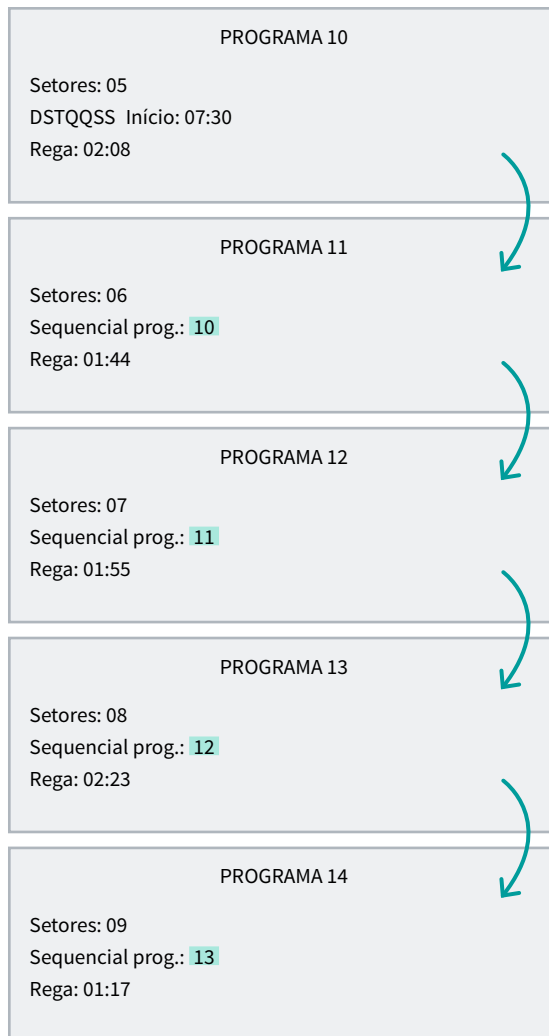 PROGRAMA 10
Setores: 05
DSTQQSS Início: 07:30
Rega: 02:08
PROGRAMA 11
Setores: 06
Sequencial prog.: 10
Rega: 01:44
PROGRAMA 12
Setores: 07
Sequencial prog.: 11
Rega: 01:55
PROGRAMA 13
Setores: 08
Sequencial prog.: 12
Rega: 02:23
PROGRAMA 14
Setores: 09
Sequencial prog.: 13
Rega: 01:17